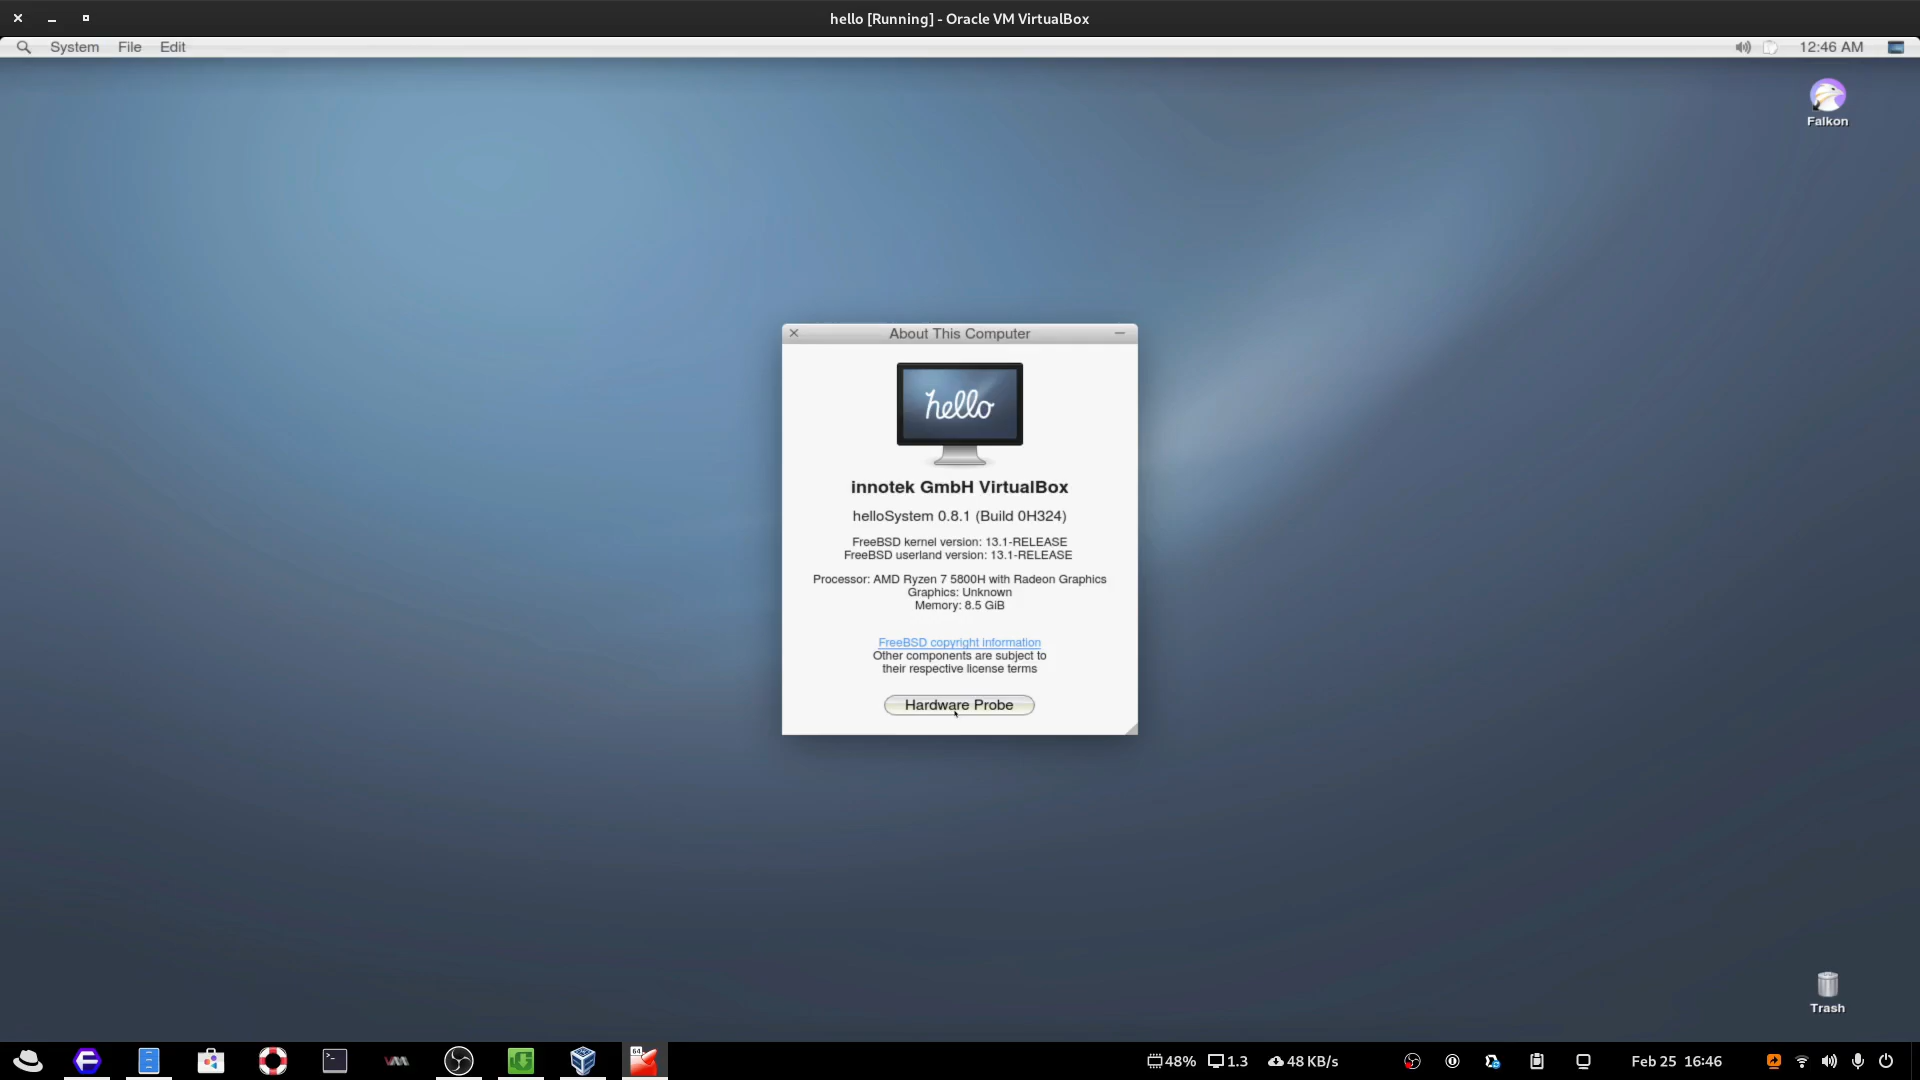 hello [Running] - Oracle VM VirtualBox
System File Edit 12:46 AM
Falkon
About This Computer
hello
innotek GmbH VirtualBox
helloSystem 0.8.1 (Build 0H324)
FreeBSD kernel version: 13.1-RELEASE
FreeBSD userland version: 13.1-RELEASE
Processor: AMD Ryzen 7 5800H with Radeon Graphics
Graphics: Unknown
Memory: 8.5 GiB
FreeBSD copyright information
Other components are subject to
their respective license terms
Hardware Probe
Trash
64
48% 1.3 48 KB/s Feb 25 16:46